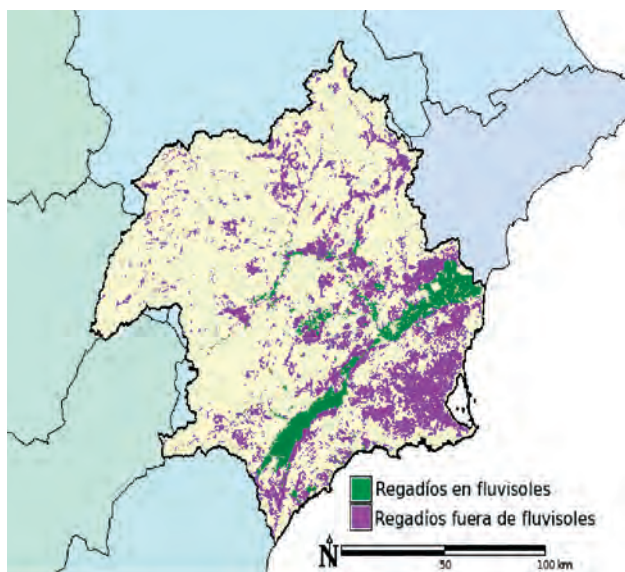 Regadíos en fluvisoles
Regadíos fuera de fluvisoles
N
50
100 km